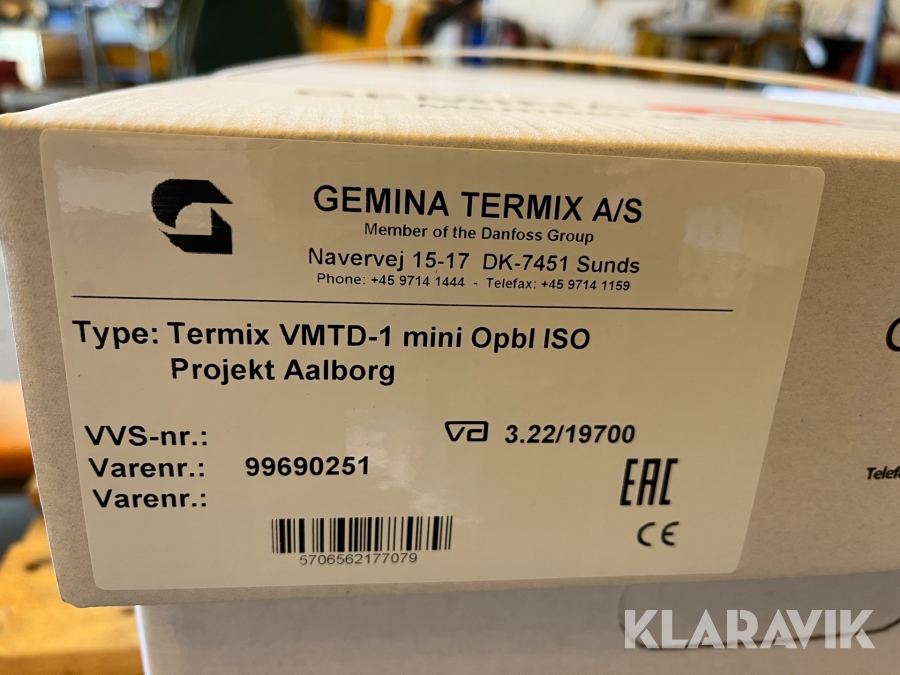 GEMINA TERMIX A/S
Member of the Danfoss Group
Navervej 15-17 DK-7451 Sunds
Phone: +45 9714 1444 - Telefax: +45 9714 1159
Type: Termix VMTD-1 mini Opbl ISO
Projekt Aalborg
VVS-nr.:
va 3.22/19700
Varenr.: 99690251
Varenr.:
EAC
CE
5706562177079
KLARAVIK